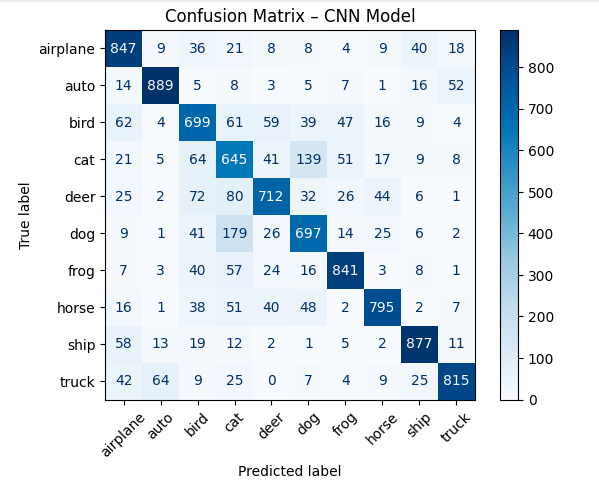 Confusion Matrix – CNN Model
airplane 847 9 36 21 8 8 4 9 40 18
auto 14 889 5 8 3 5 7 1 16 52
bird 62 4 699 61 59 39 47 16 9 4
cat 21 5 64 645 41 139 51 17 9 8
deer 25 2 72 80 712 32 26 44 6 1
dog 9 1 41 179 26 697 14 25 6 2
frog 7 3 40 57 24 16 841 3 8 1
horse 16 1 38 51 40 48 2 795 2 7
ship 58 13 19 12 2 1 5 2 877 11
truck 42 64 9 25 0 7 4 9 25 815
airplane auto bird cat deer dog frog horse ship truck
Predicted label
True label
800
700
600
500
400
300
200
100
0